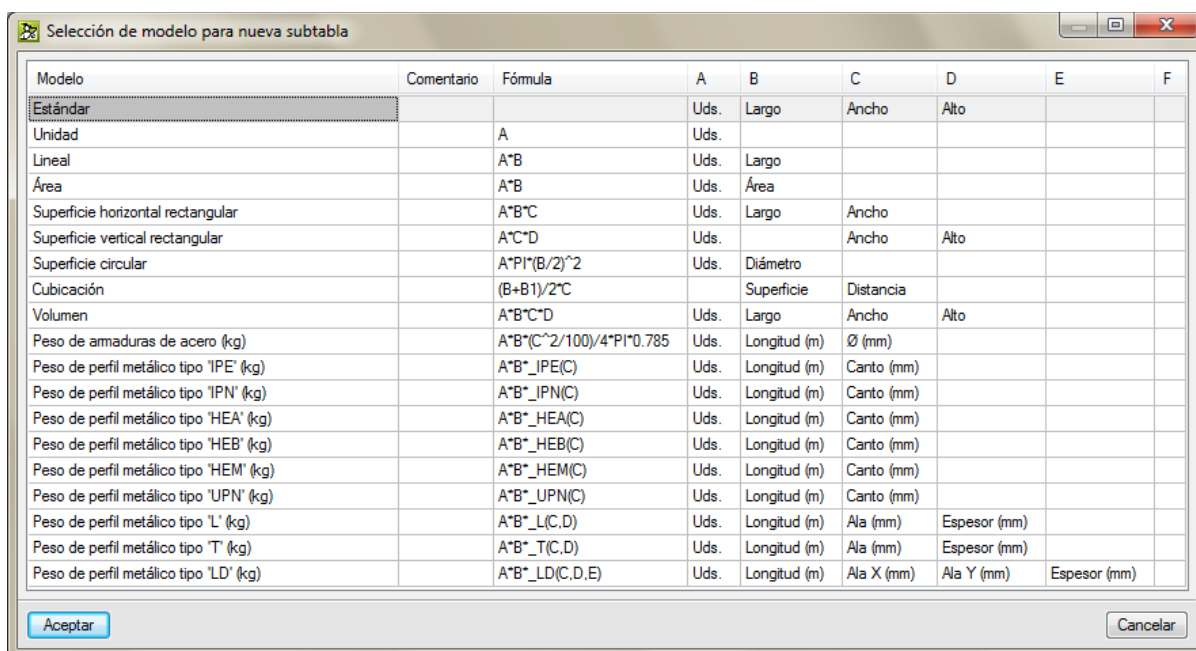 Selección de modelo para nueva subtabla
Modelo Comentario Fórmula A B C D E F
Estándar Uds. Largo Ancho Alto
Unidad A Uds.
Lineal A*B Uds. Largo
Área A*B Uds. Área
Superficie horizontal rectangular A*B*C Uds. Largo Ancho
Superficie vertical rectangular A*C*D Uds. Ancho Alto
Superficie circular A*PI*(B/2)^2 Uds. Diámetro
Cubicación (B+B1)/2*C Superficie Distancia
Volumen A*B*C*D Uds. Largo Ancho Alto
Peso de armaduras de acero (kg) A*B*(C^2/100)/4*PI*0.785 Uds. Longitud (m) Ø (mm)
Peso de perfil metálico tipo 'IPE' (kg) A*B*_IPE(C) Uds. Longitud (m) Canto (mm)
Peso de perfil metálico tipo 'IPN' (kg) A*B*_IPN(C) Uds. Longitud (m) Canto (mm)
Peso de perfil metálico tipo 'HEA' (kg) A*B*_HEA(C) Uds. Longitud (m) Canto (mm)
Peso de perfil metálico tipo 'HEB' (kg) A*B*_HEB(C) Uds. Longitud (m) Canto (mm)
Peso de perfil metálico tipo 'HEM' (kg) A*B*_HEM(C) Uds. Longitud (m) Canto (mm)
Peso de perfil metálico tipo 'UPN' (kg) A*B*_UPN(C) Uds. Longitud (m) Canto (mm)
Peso de perfil metálico tipo 'L' (kg) A*B*_L(C,D) Uds. Longitud (m) Ala (mm) Espesor (mm)
Peso de perfil metálico tipo 'T' (kg) A*B*_T(C,D) Uds. Longitud (m) Ala (mm) Espesor (mm)
Peso de perfil metálico tipo 'LD' (kg) A*B*_LD(C,D,E) Uds. Longitud (m) Ala X (mm) Ala Y (mm) Espesor (mm)
Aceptar Cancelar